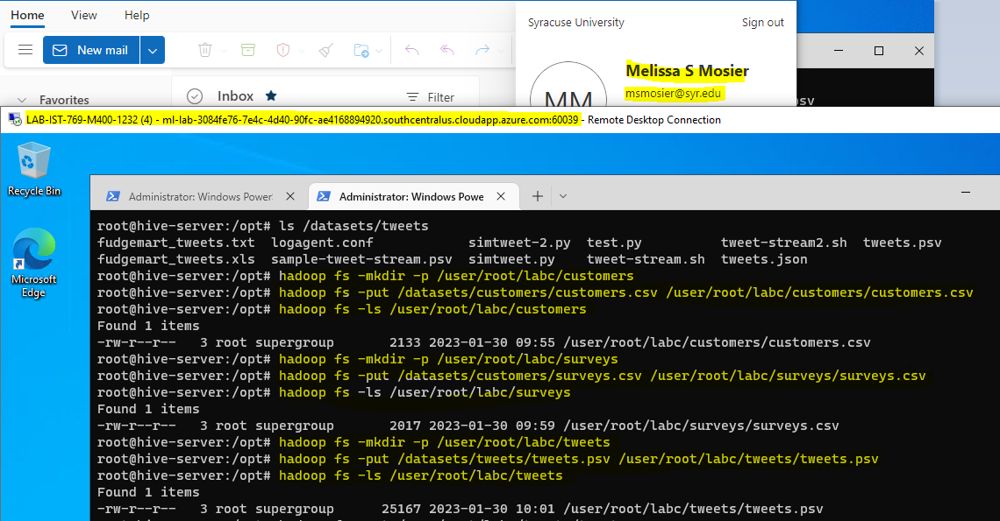 Home View Help
Syracuse University Sign out
New mail
Melissa S Mosier
msmosier@syr.edu
MM
Favorites
Inbox
Filter
LAB-IST-769-M400-1232 (4) - ml-lab-3084fe76-7e4c-4d40-90fc-ae4168894920.southcentralus.cloudapp.azure.com:60039 - Remote Desktop Connection
Recycle Bin
Microsoft
Edge
Administrator: Windows Power
Administrator: Windows Powe
root@hive-server:/opt# ls /datasets/tweets
fudgemart_tweets.txt logagent.conf simtweet-2.py test.py tweet-stream2.sh tweets.psv
fudgemart_tweets.xls sample-tweet-stream.psv simtweet.py tweet-stream.sh tweets.json
root@hive-server:/opt# hadoop fs -mkdir -p /user/root/labc/customers
root@hive-server:/opt# hadoop fs -put /datasets/customers/customers.csv /user/root/labc/customers/customers.csv
root@hive-server:/opt# hadoop fs -ls /user/root/labc/customers
Found 1 items
-rw-r--r-- 3 root supergroup 2133 2023-01-30 09:55 /user/root/labc/customers/customers.csv
root@hive-server:/opt# hadoop fs -mkdir -p /user/root/labc/surveys
root@hive-server:/opt# hadoop fs -put /datasets/customers/surveys.csv /user/root/labc/surveys/surveys.csv
root@hive-server:/opt# hadoop fs -ls /user/root/labc/surveys
Found 1 items
-rw-r--r-- 3 root supergroup 2017 2023-01-30 09:59 /user/root/labc/surveys/surveys.csv
root@hive-server:/opt# hadoop fs -mkdir -p /user/root/labc/tweets
root@hive-server:/opt# hadoop fs -put /datasets/tweets/tweets.psv /user/root/labc/tweets/tweets.psv
root@hive-server:/opt# hadoop fs -ls /user/root/labc/tweets
Found 1 items
-rw-r--r-- 3 root supergroup 25167 2023-01-30 10:01 /user/root/labc/tweets/tweets.psv